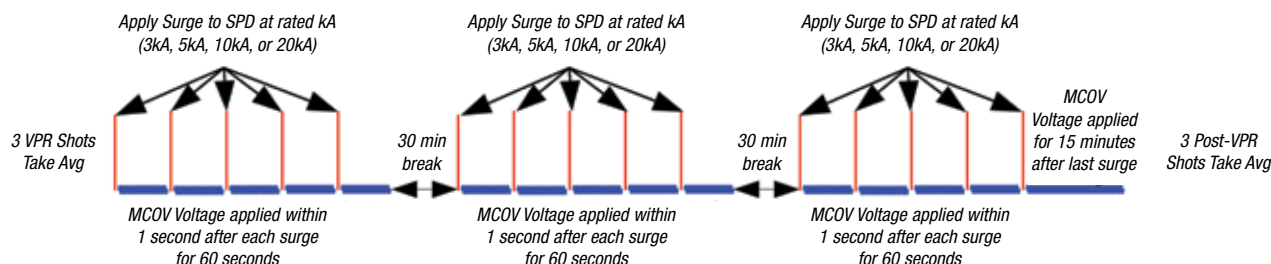 Apply Surge to SPD at rated kA
(3kA, 5kA, 10kA, or 20kA)
Apply Surge to SPD at rated kA
(3kA, 5kA, 10kA, or 20kA)
Apply Surge to SPD at rated kA
(3kA, 5kA, 10kA, or 20kA)
3 VPR Shots
Take Avg
30 min
break
30 min
break
MCOV
Voltage applied
for 15 minutes
after last surge
3 Post-VPR
Shots Take Avg
MCOV Voltage applied within
1 second after each surge
for 60 seconds
MCOV Voltage applied within
1 second after each surge
for 60 seconds
MCOV Voltage applied within
1 second after each surge
for 60 seconds